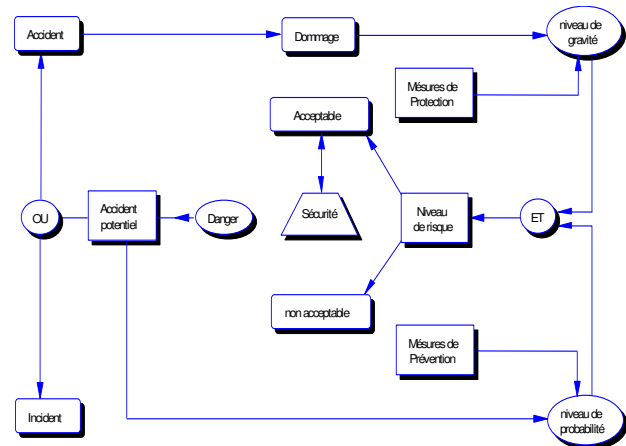 Accident
Dommage
niveau de
gravité
Mésures de
Protection
Acceptable
OU
Accident
potentiel
Danger
Sécurité
Niveau
de risque
ET
non acceptable
Mésures de
Prévention
Incident
niveau de
probabilité